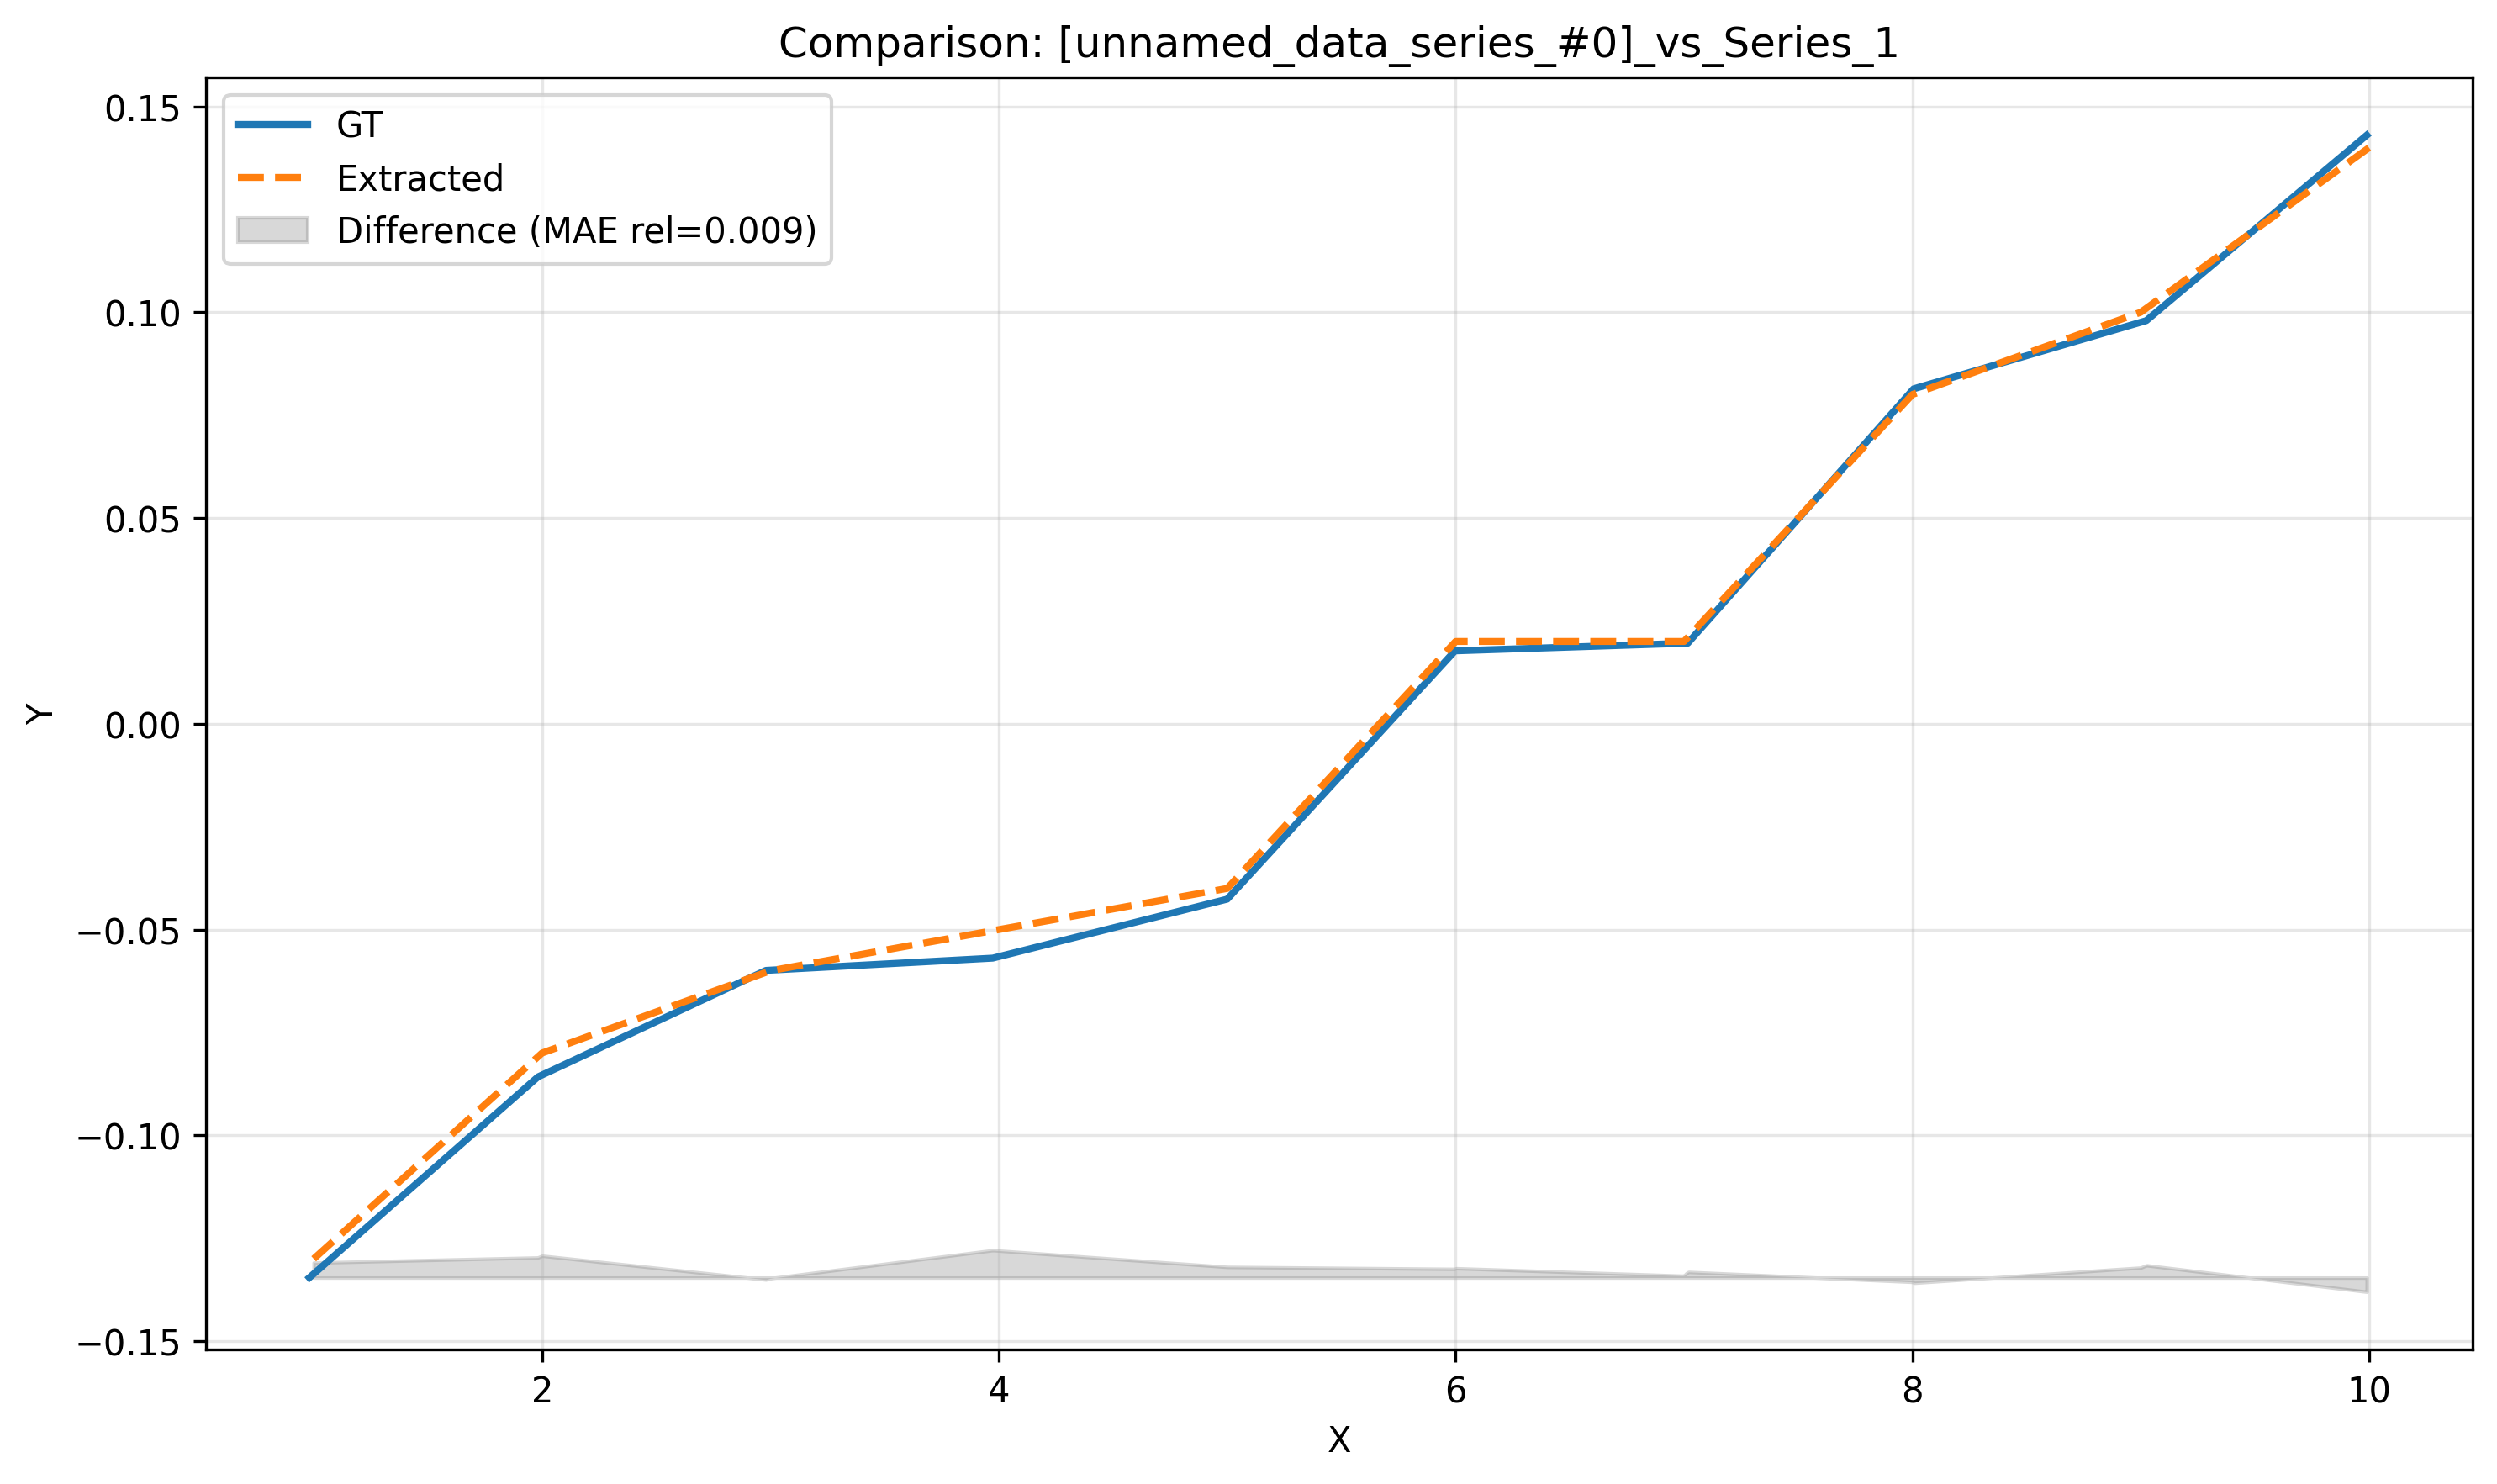 Comparison: [unnamed_data_series_#0]_vs_Series_1
GT
Extracted
Difference (MAE rel=0.009)
0.15
0.10
0.05
0.00
−0.05
−0.10
−0.15
Y
2 4 6 8 10
X